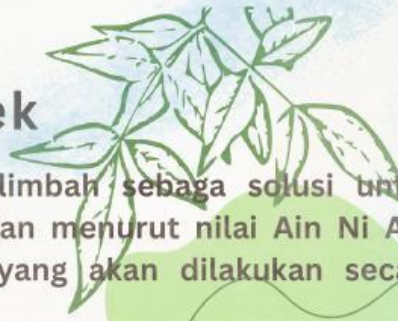 ek
limbah sebaga solusi unt
an menurut nilai Ain Ni A
yang akan dilakukan seca